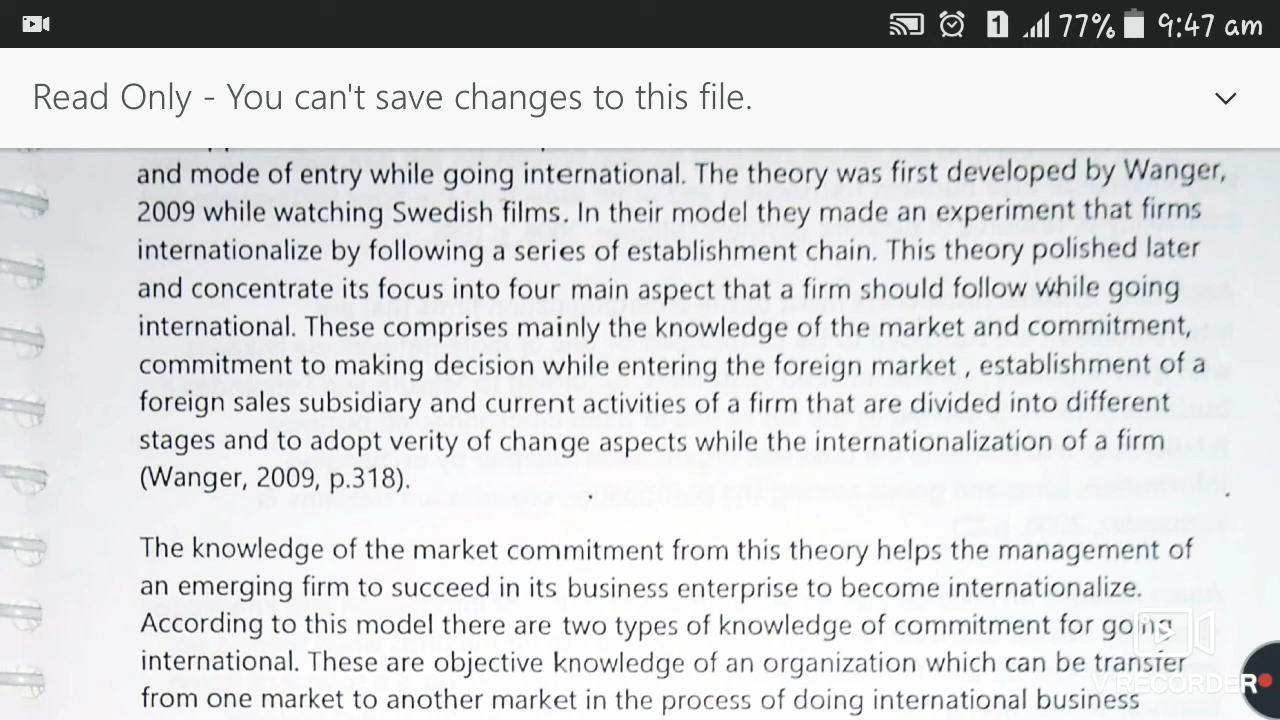 1 77% 9:47 am
Read Only - You can't save changes to this file.
and mode of entry while going international. The theory was first developed by Wanger,
2009 while watching Swedish films. In their model they made an experiment that firms
internationalize by following a series of establishment chain. This theory polished later
and concentrate its focus into four main aspect that a firm should follow while going
international. These comprises mainly the knowledge of the market and commitment,
commitment to making decision while entering the foreign market , establishment of a
foreign sales subsidiary and current activities of a firm that are divided into different
stages and to adopt verity of change aspects while the internationalization of a firm
(Wanger, 2009, p.318).
The knowledge of the market commitment from this theory helps the management of
an emerging firm to succeed in its business enterprise to become internationalize.
According to this model there are two types of knowledge of commitment for going
international. These are objective knowledge of an organization which can be transfer
from one market to another market in the process of doing international business
V RECORDER